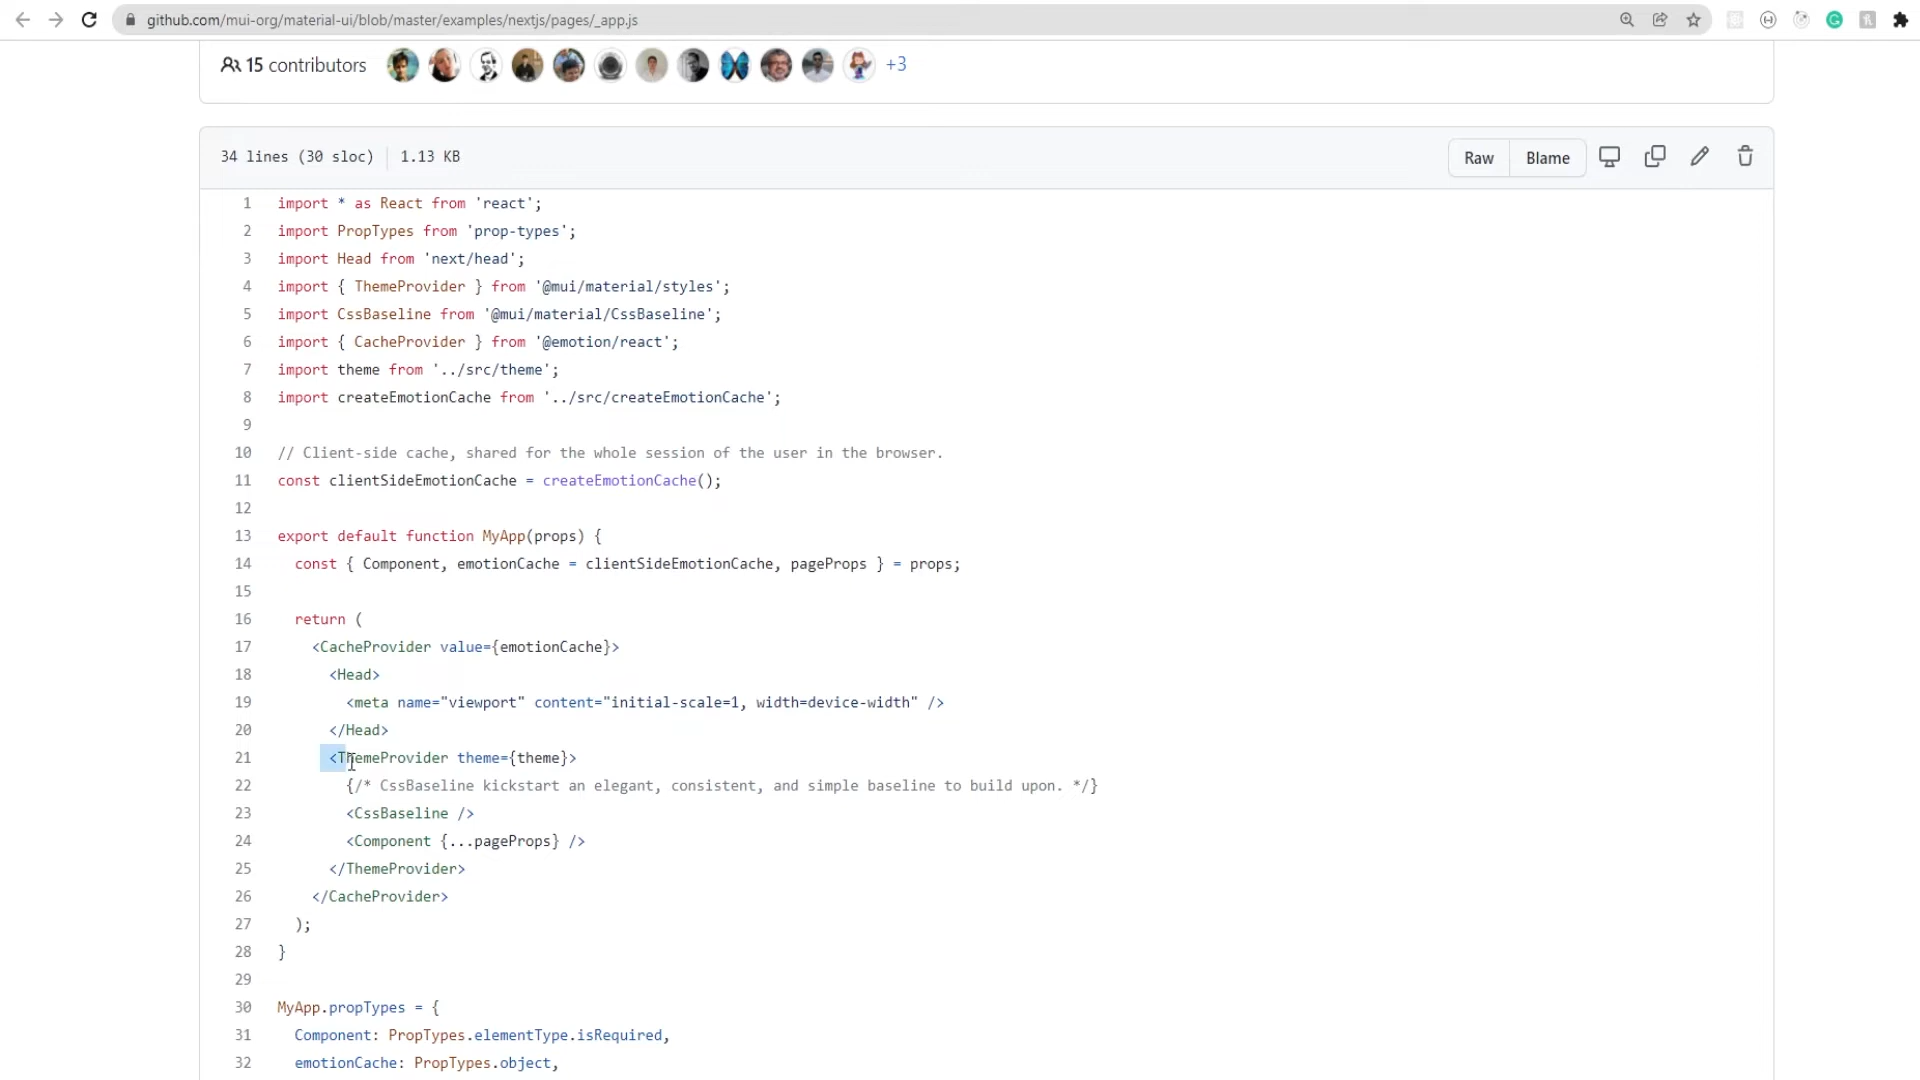 github.com/mui-org/material-ui/blob/master/examples/nextjs/pages/_app.js
15 contributors
+3
34 lines (30 sloc) | 1.13 KB
Raw
Blame
1 import * as React from 'react';
2 import PropTypes from 'prop-types';
3 import Head from 'next/head';
4 import { ThemeProvider } from '@mui/material/styles';
5 import CssBaseline from '@mui/material/CssBaseline';
6 import { CacheProvider } from '@emotion/react';
7 import theme from '../src/theme';
8 import createEmotionCache from '../src/createEmotionCache';
9
10 // Client-side cache, shared for the whole session of the user in the browser.
11 const clientSideEmotionCache = createEmotionCache();
12
13 export default function MyApp(props) {
14 const { Component, emotionCache = clientSideEmotionCache, pageProps } = props;
15
16 return (
17 <CacheProvider value={emotionCache}>
18 <Head>
19 <meta name="viewport" content="initial-scale=1, width=device-width" />
20 </Head>
21 <ThemeProvider theme={theme}>
22 {/* CssBaseline kickstart an elegant, consistent, and simple baseline to build upon. */}
23 <CssBaseline />
24 <Component {...pageProps} />
25 </ThemeProvider>
26 </CacheProvider>
27 );
28 }
29
30 MyApp.propTypes = {
31 Component: PropTypes.elementType.isRequired,
32 emotionCache: PropTypes.object,